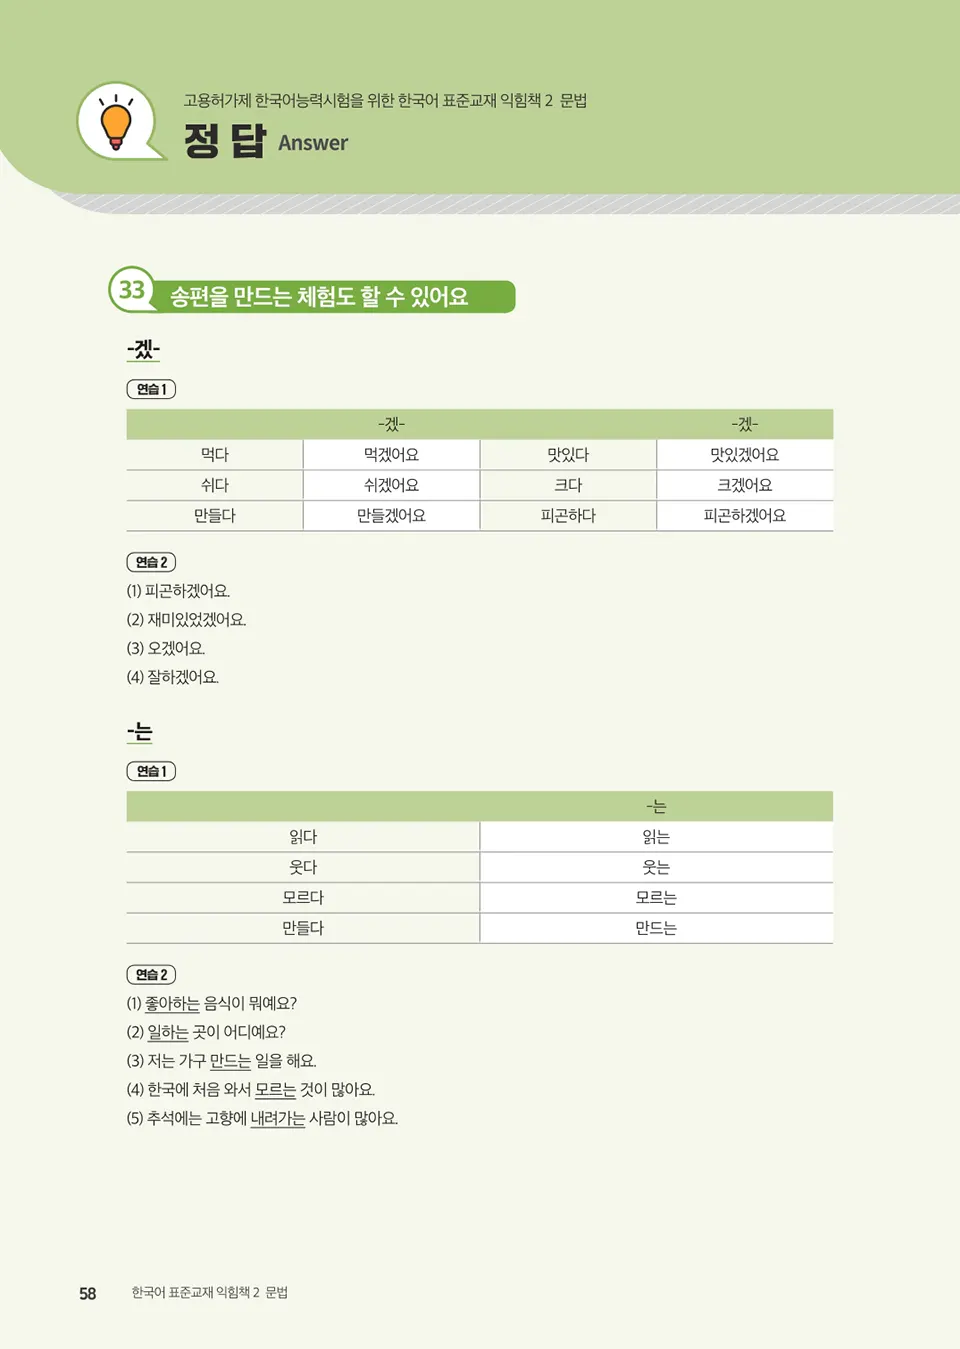 고용허가제 한국어능력시험을 위한 한국어 표준교재 익힘책 2 문법
정답 Answer
33 송편을 만드는 체험도 할 수 있어요
-겠-
연습 1
-겠- -겠-
먹다 먹겠어요 맛있다 맛있겠어요
쉬다 쉬겠어요 크다 크겠어요
만들다 만들겠어요 피곤하다 피곤하겠어요
연습 2
(1) 피곤하겠어요.
(2) 재미있었겠어요.
(3) 오겠어요.
(4) 잘하겠어요.
-는
연습 1
-는
읽다 읽는
웃다 웃는
모르다 모르는
만들다 만드는
연습 2
(1) 좋아하는 음식이 뭐예요?
(2) 일하는 곳이 어디예요?
(3) 저는 가구 만드는 일을 해요.
(4) 한국에 처음 와서 모르는 것이 많아요.
(5) 추석에는 고향에 내려가는 사람이 많아요.
58 한국어 표준교재 익힘책 2 문법